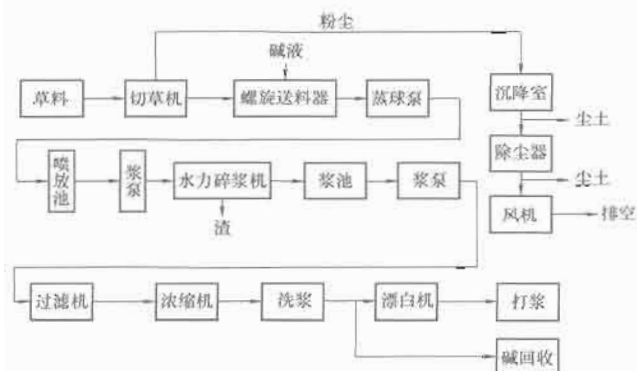 粉尘
碱液
草料
切草机
螺旋送料器
蒸球泵
沉降室
尘土
除尘器
尘土
风机
排空
喷放池
浆泵
水力碎浆机
浆池
浆泵
渣
过滤机
浓缩机
洗浆
漂白机
打浆
碱回收